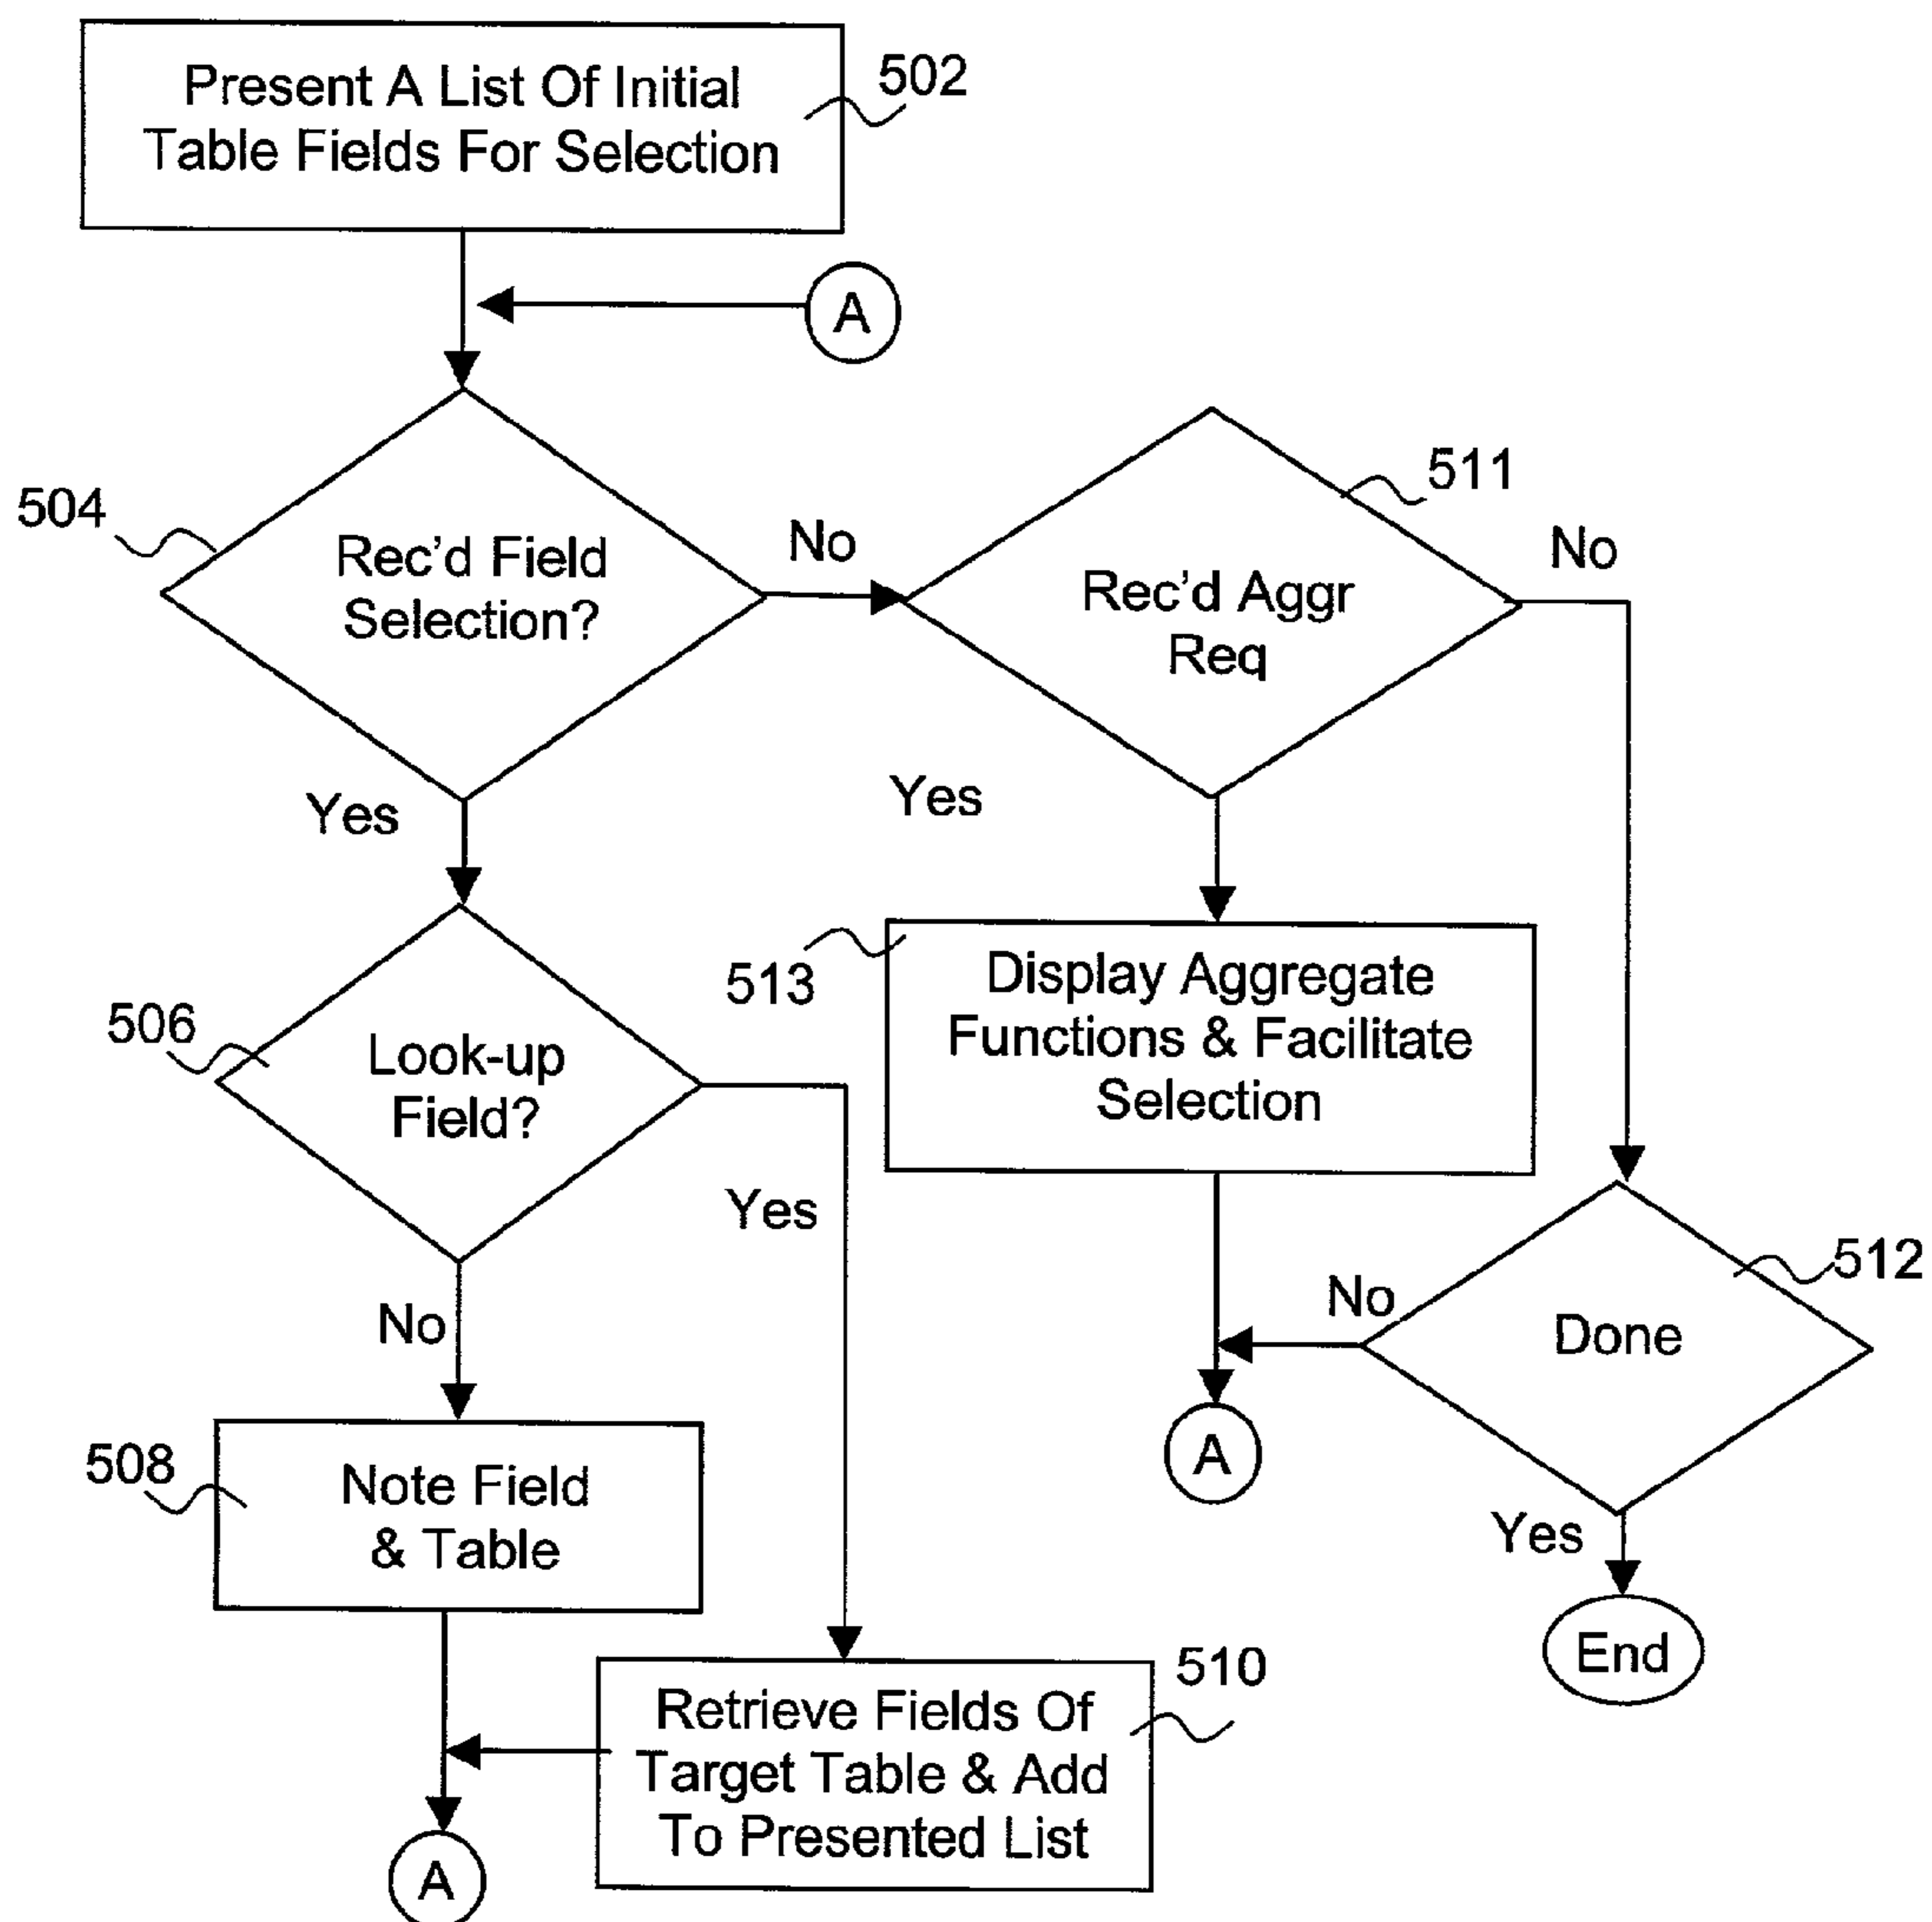 Present A List Of Initial
Table Fields For Selection
502
A
504
Rec'd Field
Selection?
No
511
Rec'd Aggr
Req
No
Yes
Yes
506
Look-up
Field?
513
Display Aggregate
Functions & Facilitate
Selection
Yes
No
512
Done
No
A
508
Note Field
& Table
Yes
End
510
Retrieve Fields Of
Target Table & Add
To Presented List
A